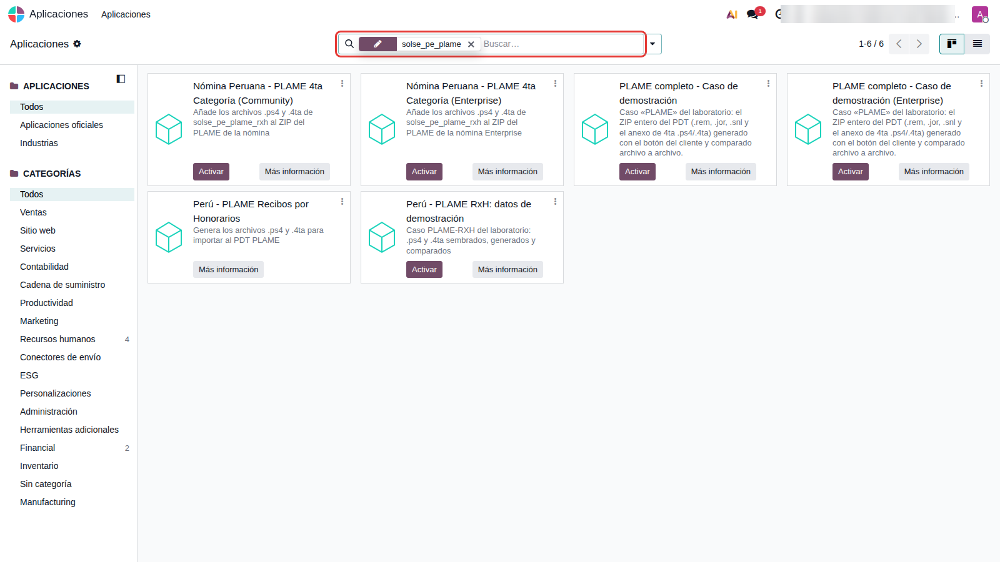 Aplicaciones
Aplicaciones
AI
1
A
Aplicaciones
solse_pe_plame
Buscar…
1-6 / 6
APLICACIONES
Todos
Aplicaciones oficiales
Industrias
CATEGORÍAS
Todos
Ventas
Sitio web
Servicios
Contabilidad
Cadena de suministro
Productividad
Marketing
Recursos humanos 4
Conectores de envío
ESG
Personalizaciones
Administración
Herramientas adicionales
Financial 2
Inventario
Sin categoría
Manufacturing
Nómina Peruana - PLAME 4ta
Categoría (Community)
Añade los archivos .ps4 y .4ta de
solse_pe_plame_rxh al ZIP del
PLAME de la nómina
Activar
Más información
Nómina Peruana - PLAME 4ta
Categoría (Enterprise)
Añade los archivos .ps4 y .4ta de
solse_pe_plame_rxh al ZIP del
PLAME de la nómina Enterprise
Activar
Más información
PLAME completo - Caso de
demostración
Caso «PLAME» del laboratorio: el
ZIP entero del PDT (.rem, .jor, .snl y
el anexo de 4ta .ps4/.4ta) generado
con el botón del cliente y comparado
archivo a archivo.
Activar
Más información
PLAME completo - Caso de
demostración (Enterprise)
Caso «PLAME» del laboratorio: el
ZIP entero del PDT (.rem, .jor, .snl y
el anexo de 4ta .ps4/.4ta) generado
con el botón del cliente y comparado
archivo a archivo.
Activar
Más información
Perú - PLAME Recibos por
Honorarios
Genera los archivos .ps4 y .4ta para
importar al PDT PLAME
Más información
Perú - PLAME RxH: datos de
demostración
Caso PLAME-RXH del laboratorio:
.ps4 y .4ta sembrados, generados y
comparados
Activar
Más información